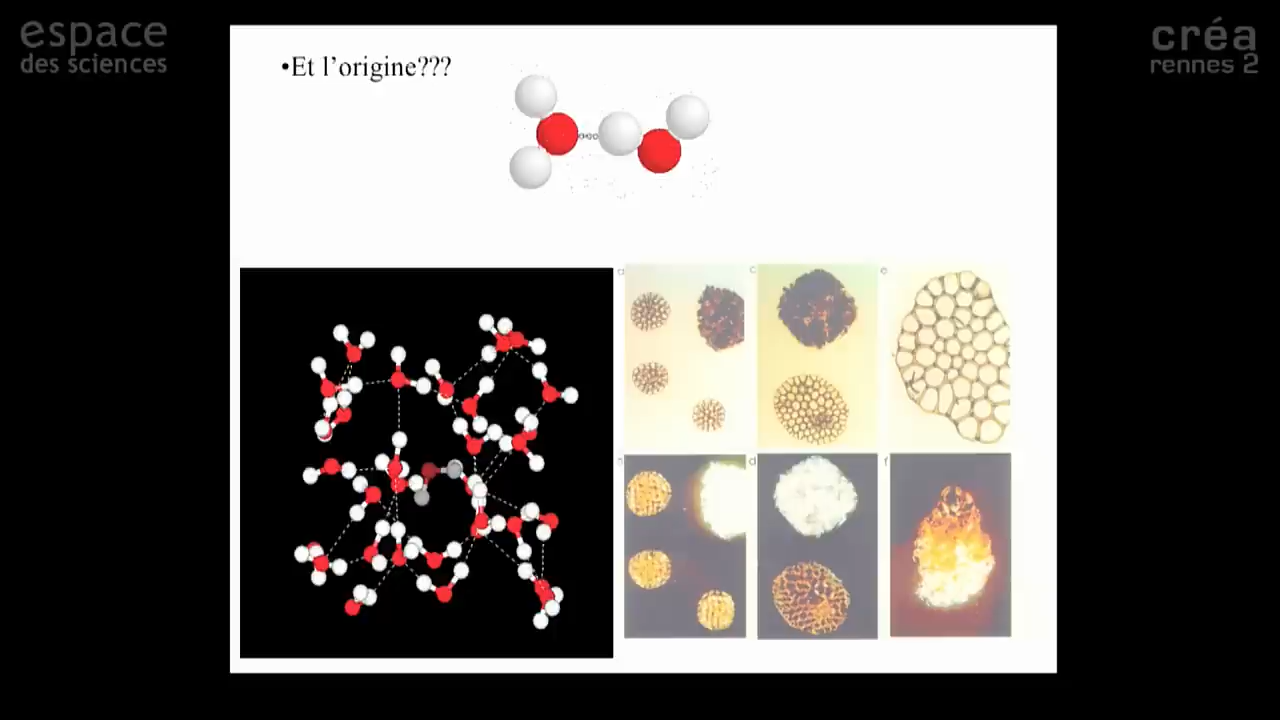 espace
des sciences
créa
rennes 2
•Et l'origine???
a
c
e
d
f